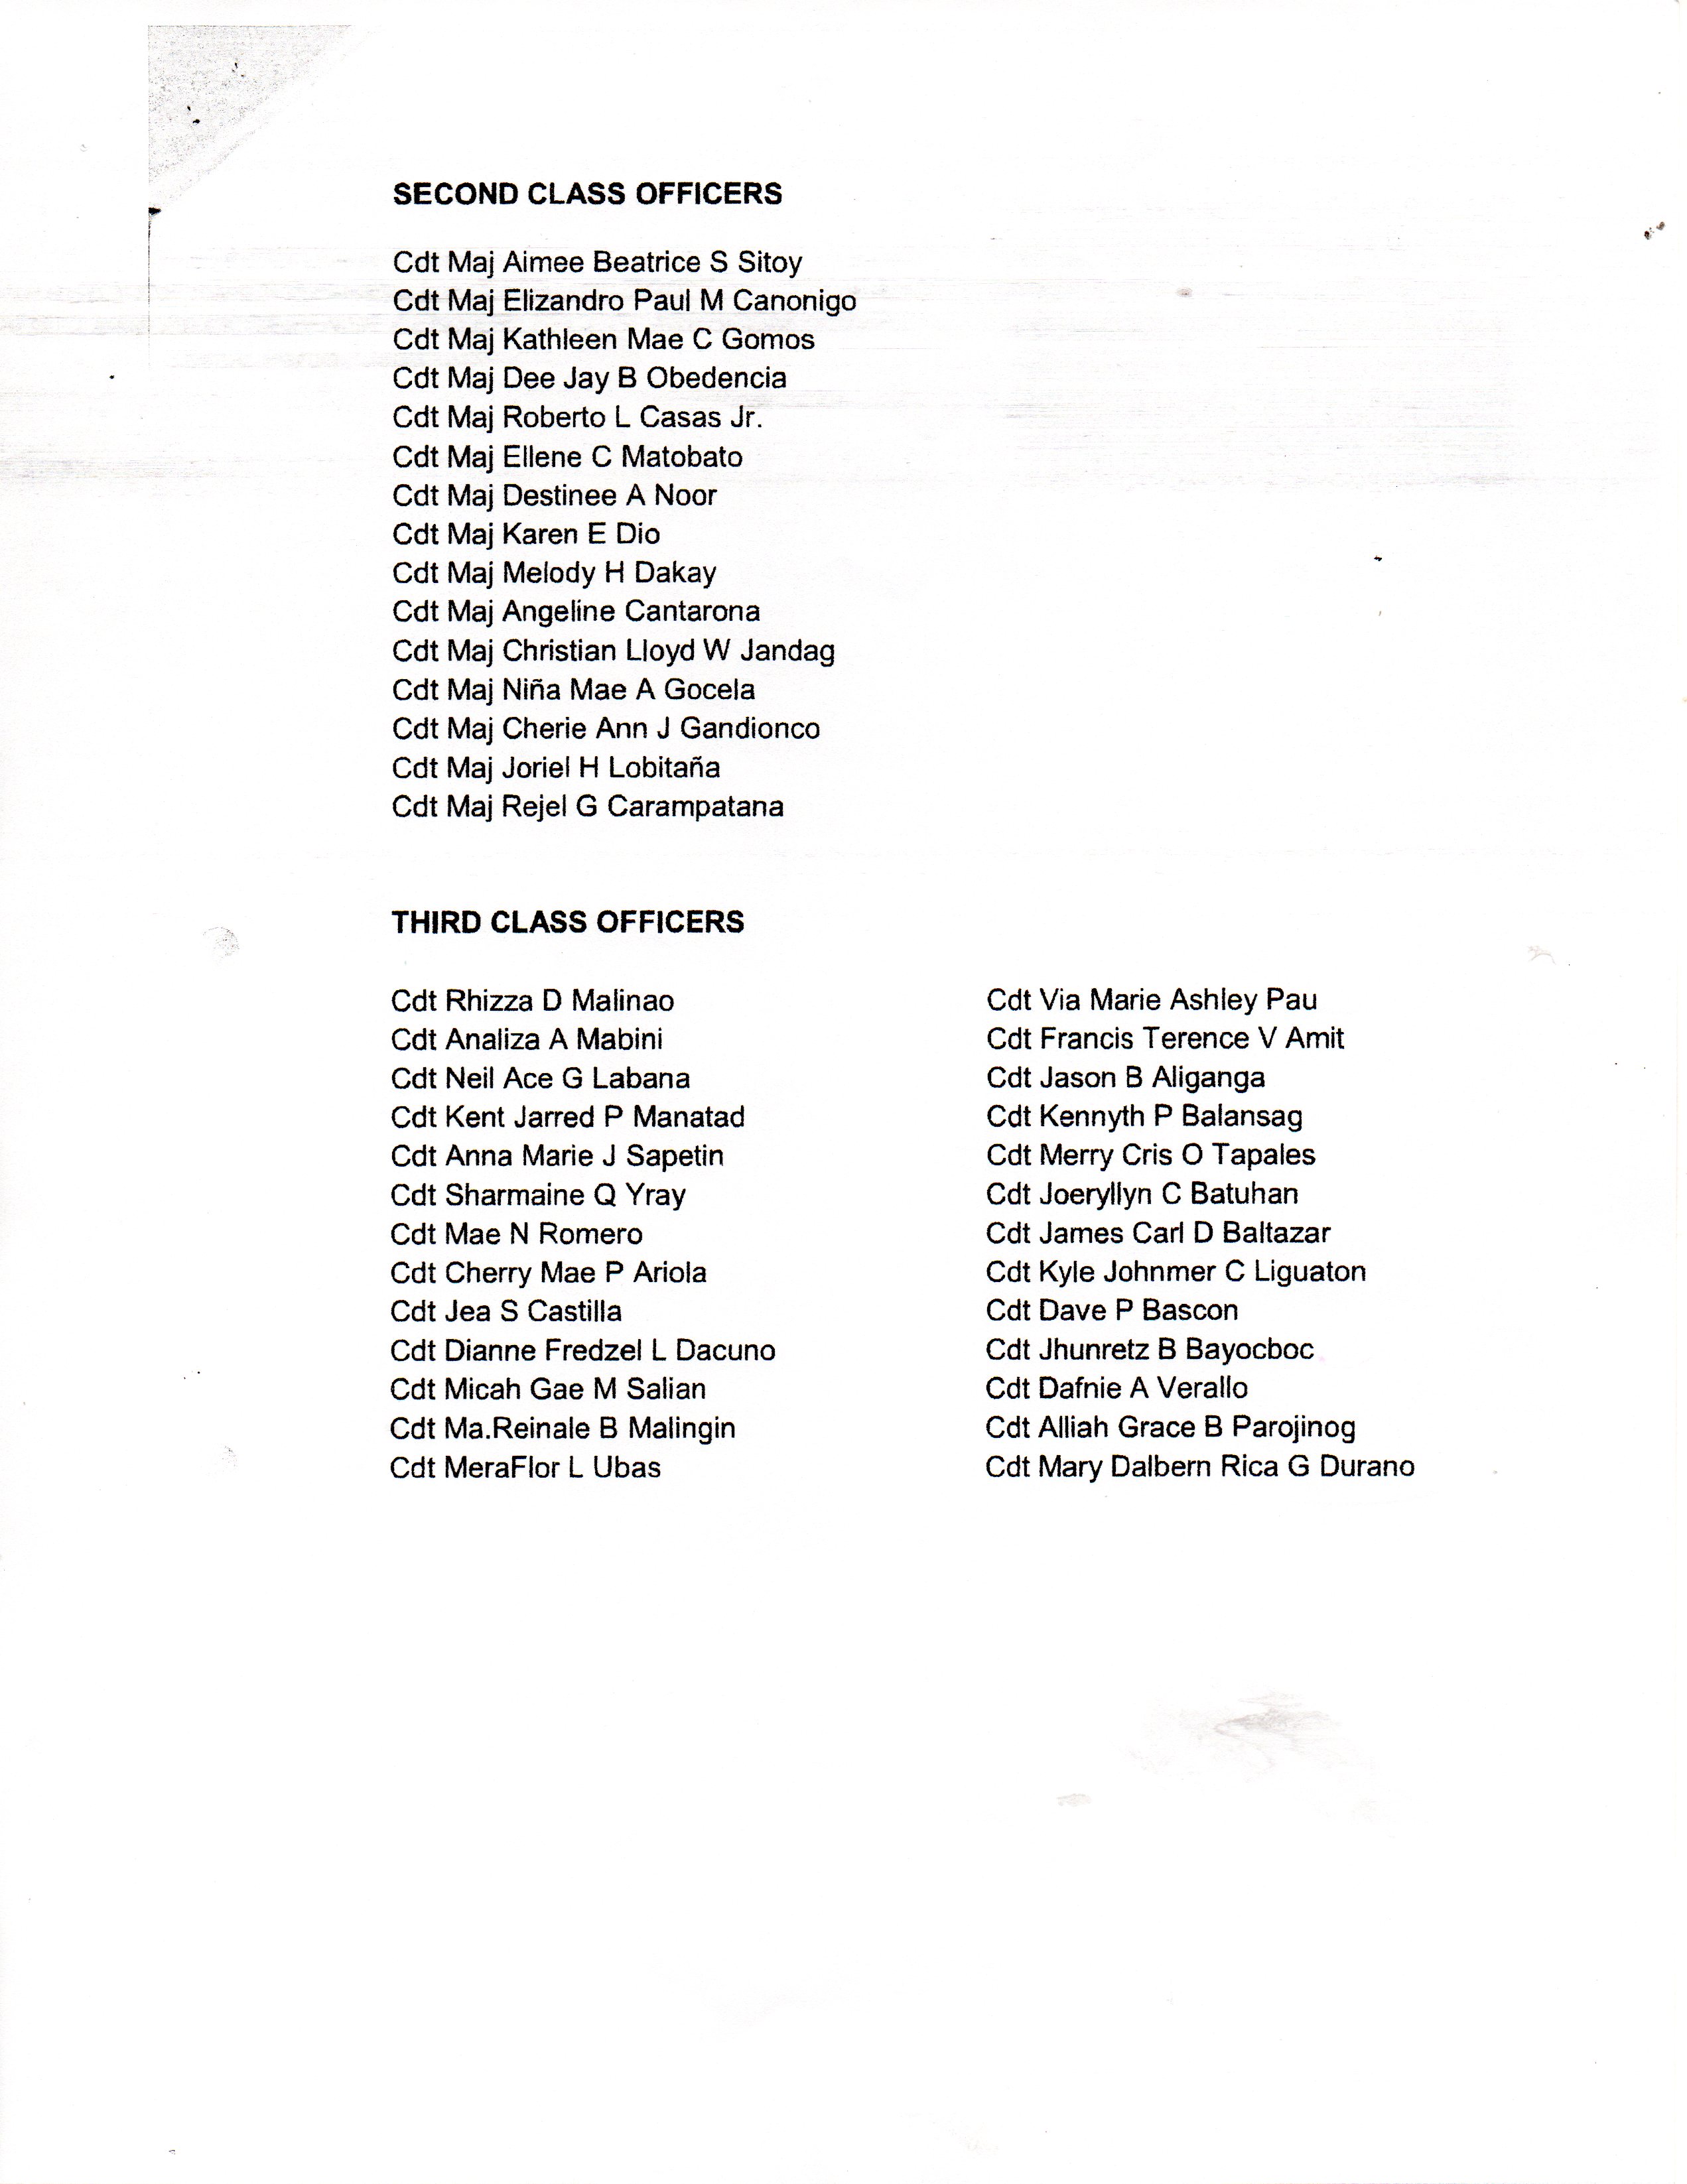 SECOND CLASS OFFICERS
Cdt Maj Aimee Beatrice S Sitoy
Cdt Maj Elizandro Paul M Canonigo
Cdt Maj Kathleen Mae C Gomos
Cdt Maj Dee Jay B Obedencia
Cdt Maj Roberto L Casas Jr.
Cdt Maj Ellene C Matobato
Cdt Maj Destinee A Noor
Cdt Maj Karen E Dio
Cdt Maj Melody H Dakay
Cdt Maj Angeline Cantarona
Cdt Maj Christian Lloyd W Jandag
Cdt Maj Niña Mae A Gocela
Cdt Maj Cherie Ann J Gandionco
Cdt Maj Joriel H Lobitaña
Cdt Maj Rejel G Carampatana
THIRD CLASS OFFICERS
Cdt Rhizza D Malinao
Cdt Analiza A Mabini
Cdt Neil Ace G Labana
Cdt Kent Jarred P Manatad
Cdt Anna Marie J Sapetin
Cdt Sharmaine Q Yray
Cdt Mae N Romero
Cdt Cherry Mae P Ariola
Cdt Jea S Castilla
Cdt Dianne Fredzel L Dacuno
Cdt Micah Gae M Salian
Cdt Ma.Reinale B Malingin
Cdt MeraFlor L Ubas
Cdt Via Marie Ashley Pau
Cdt Francis Terence V Amit
Cdt Jason B Aliganga
Cdt Kennyth P Balansag
Cdt Merry Cris O Tapales
Cdt Joeryllyn C Batuhan
Cdt James Carl D Baltazar
Cdt Kyle Johnmer C Liguaton
Cdt Dave P Bascon
Cdt Jhunretz B Bayocboc
Cdt Dafnie A Verallo
Cdt Alliah Grace B Parojinog
Cdt Mary Dalbern Rica G Durano